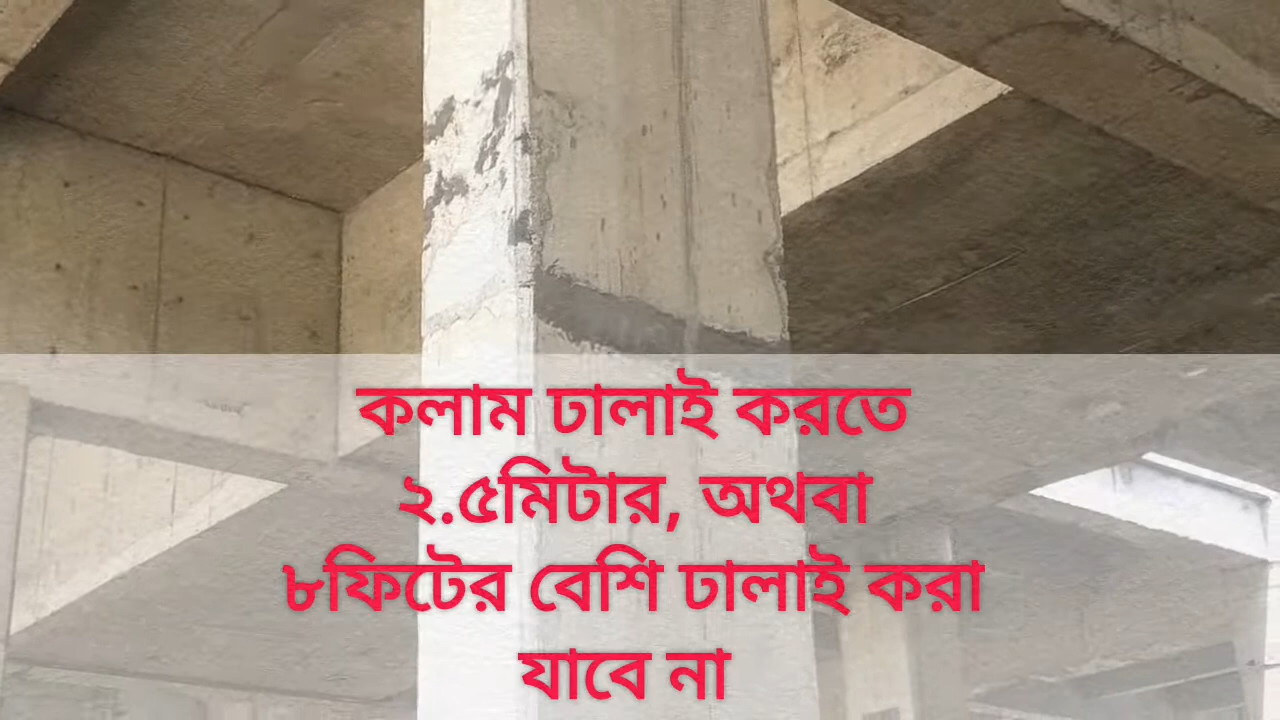 কলাম ঢালাই করতে
২.৫মিটার, অথবা
৮ফিটের বেশি ঢালাই করা
যাবে না